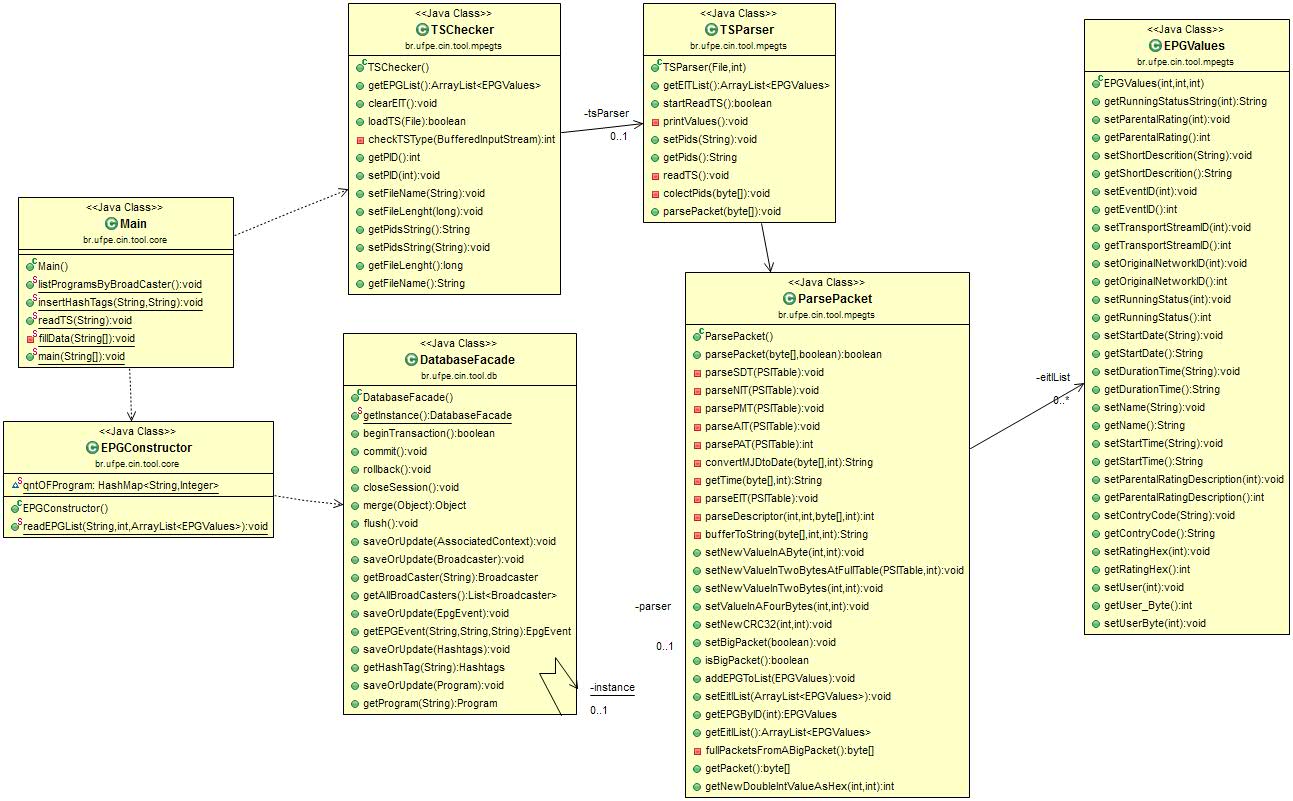 <<Java Class>>
TSChecker
br.ufpe.cin.tool.mpegts
TSChecker()
getEPGList():ArrayList<EPGValues>
clearEIT():void
loadTS(File):boolean
checkTSType(BufferedInputStream):int
getPID():int
setPID(int):void
setFileName(String):void
setFileLenght(long):void
getPidsString():String
setPidsString(String):void
getFileLenght():long
getFileName():String
-tsParser
0..1
<<Java Class>>
TSParser
br.ufpe.cin.tool.mpegts
TSParser(File,int)
getEITList():ArrayList<EPGValues>
startReadTS():boolean
printValues():void
setPids(String):void
getPids():String
readTS():void
colectPids(byte[]):void
parsePacket(byte[]):void
<<Java Class>>
EPGValues
br.ufpe.cin.tool.mpegts
EPGValues(int,int,int)
getRunningStatusString(int):String
setParentalRating(int):void
getParentalRating():int
setShortDescrition(String):void
getShortDescrition():String
setEventID(int):void
getEventID():int
setTransportStreamID(int):void
getTransportStreamID():int
setOriginalNetworkID(int):void
getOriginalNetworkID():int
setRunningStatus(int):void
getRunningStatus():int
setStartDate(String):void
getStartDate():String
setDurationTime(String):void
getDurationTime():String
setName(String):void
getName():String
setStartTime(String):void
getStartTime():String
setParentalRatingDescription(int):void
getParentalRatingDescription():int
setContryCode(String):void
getContryCode():String
setRatingHex(int):void
getRatingHex():int
setUser(int):void
getUser_Byte():int
setUserByte(int):void
<<Java Class>>
Main
br.ufpe.cin.tool.core
Main()
listProgramsByBroadCaster():void
insertHashTags(String,String):void
readTS(String):void
fillData(String[]):void
main(String[]):void
<<Java Class>>
EPGConstructor
br.ufpe.cin.tool.core
qntOFProgram: HashMap<String,Integer>
EPGConstructor()
readEPGList(String,int,ArrayList<EPGValues>):void
<<Java Class>>
DatabaseFacade
br.ufpe.cin.tool.db
DatabaseFacade()
getInstance():DatabaseFacade
beginTransaction():boolean
commit():void
rollback():void
closeSession():void
merge(Object):Object
flush():void
saveOrUpdate(AssociatedContext):void
saveOrUpdate(Broadcaster):void
getBroadCaster(String):Broadcaster
getAllBroadCasters():List<Broadcaster>
saveOrUpdate(EpgEvent):void
getEPGEvent(String,String,String):EpgEvent
saveOrUpdate(Hashtags):void
getHashTag(String):Hashtags
saveOrUpdate(Program):void
getProgram(String):Program
-instance
0..1
-parser
0..1
<<Java Class>>
ParsePacket
br.ufpe.cin.tool.mpegts
ParsePacket()
parsePacket(byte[],boolean):boolean
parseSDT(PSITable):void
parseNIT(PSITable):void
parsePMT(PSITable):void
parseAIT(PSITable):void
parsePAT(PSITable):int
convertMJDtoDate(byte[],int):String
getTime(byte[],int):String
parseEIT(PSITable):void
parseDescriptor(int,int,byte[],int):int
bufferToString(byte[],int,int):String
setNewValueInAByte(int,int):void
setNewValueInTwoBytesAtFullTable(PSITable,int):void
setNewValueInTwoBytes(int,int):void
setValueInAFourBytes(int,int):void
setNewCRC32(int,int):void
setBigPacket(boolean):void
isBigPacket():boolean
addEPGToList(EPGValues):void
setEitlList(ArrayList<EPGValues>):void
getEPGByID(int):EPGValues
getEitlList():ArrayList<EPGValues>
fullPacketsFromABigPacket():byte[]
getPacket():byte[]
getNewDoubleIntValueAsHex(int,int):int
-eitlList
0..*